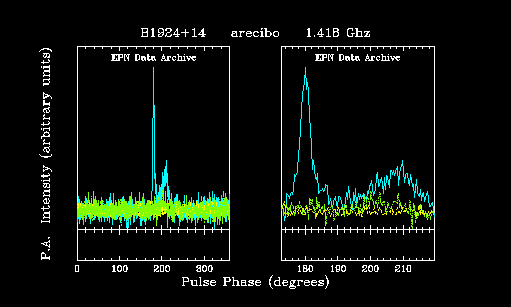 B1924+14 arecibo 1.418 Ghz
EPN Data Archive EPN Data Archive
P.A. Intensity (arbitrary units)
0 100 200 300 180 190 200 210
Pulse Phase (degrees)